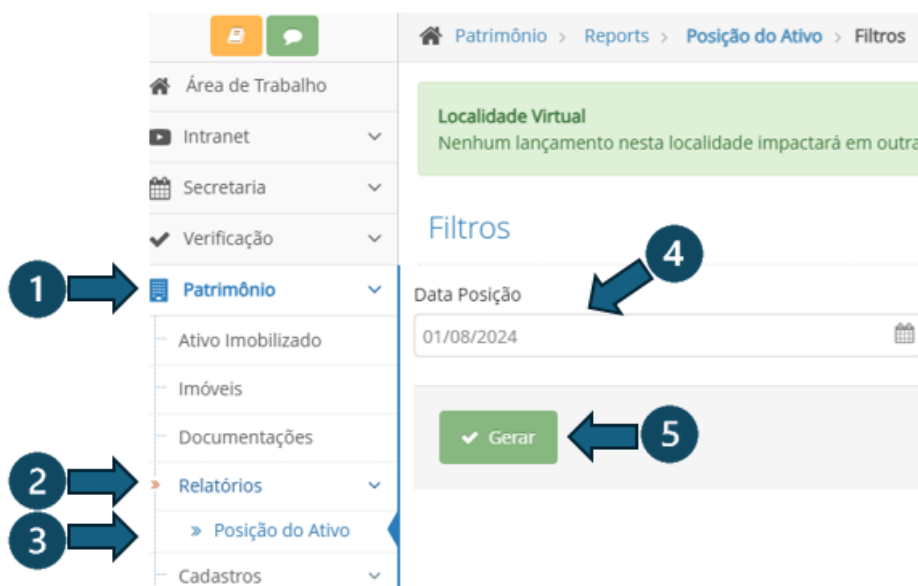 Patrimônio > Reports > Posição do Ativo > Filtros
Área de Trabalho
Intranet
Secretaria
Verificação
1 Patrimônio
Ativo Imobilizado
Imóveis
Documentações
2 » Relatórios
3 » Posição do Ativo
Cadastros
Localidade Virtual
Nenhum lançamento nesta localidade impactará em outra
Filtros
4
Data Posição
01/08/2024
Gerar 5